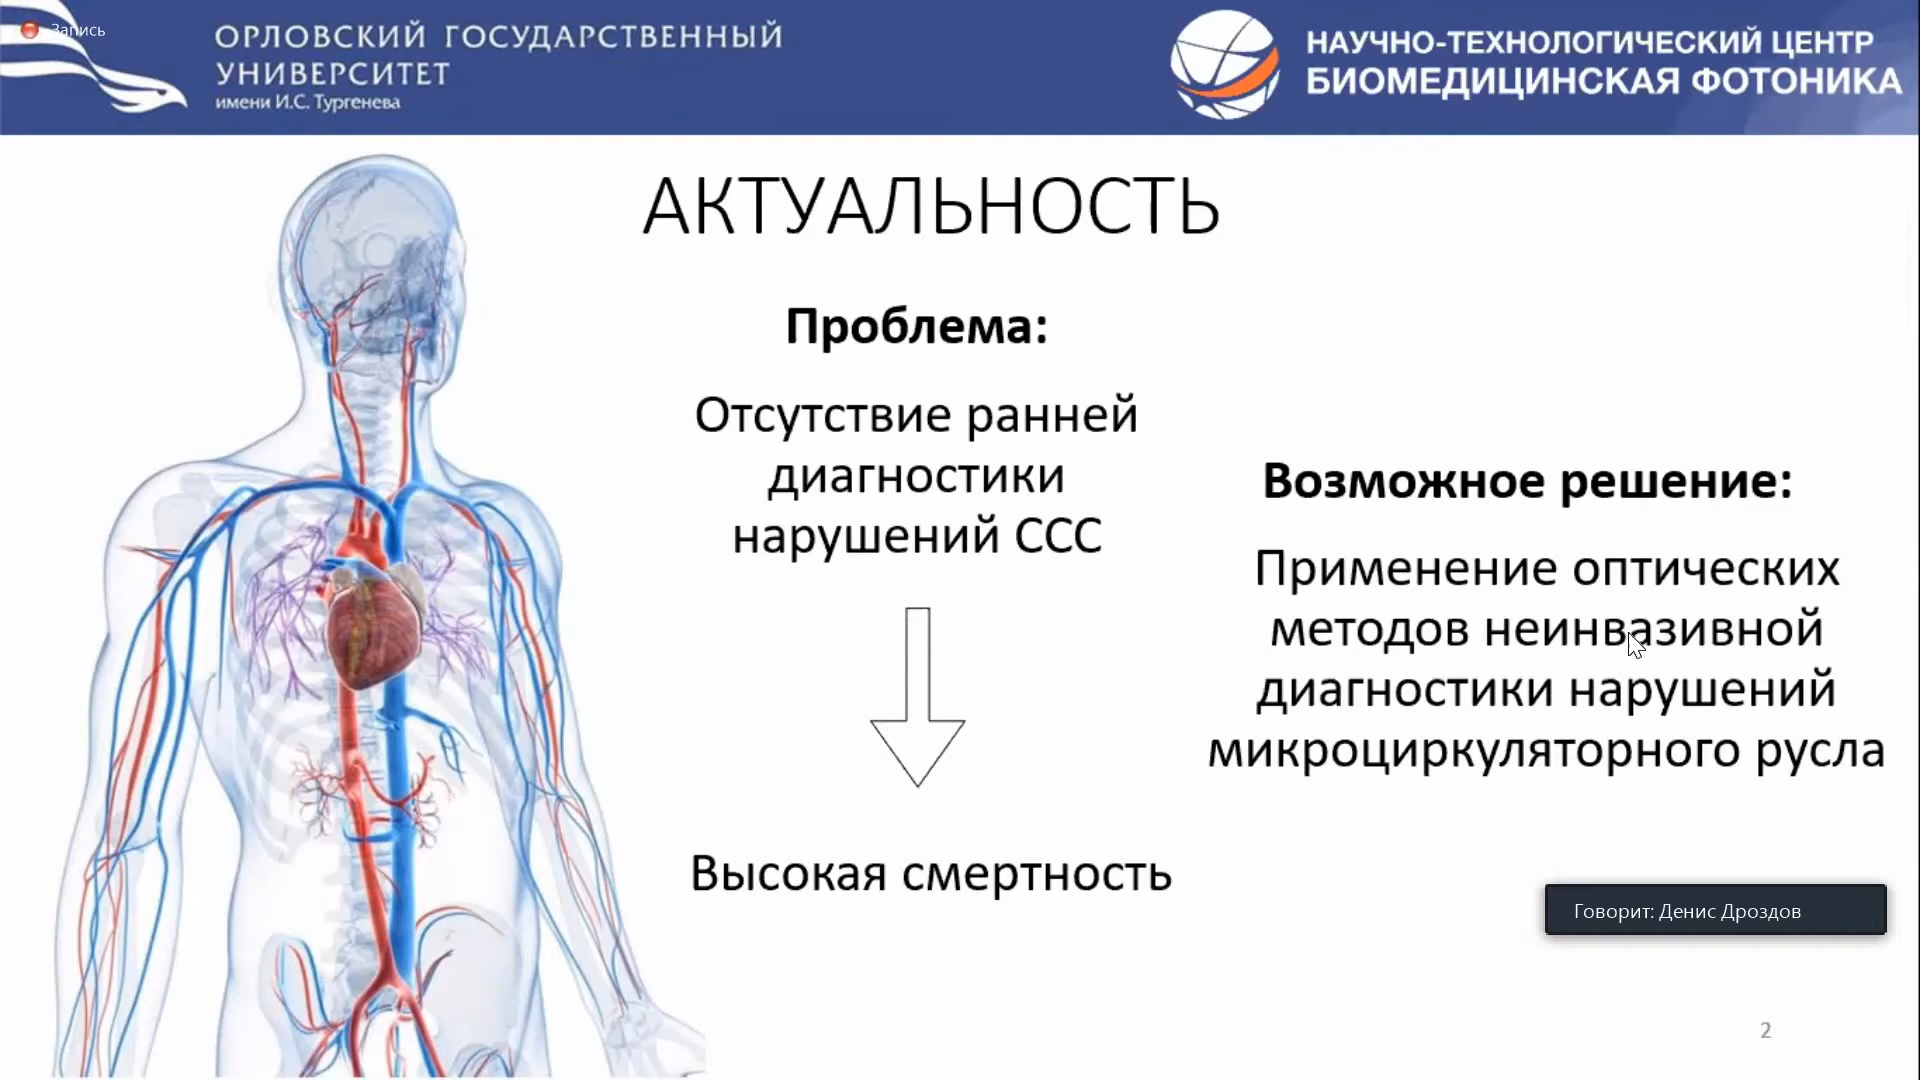 Запись
ОРЛОВСКИЙ ГОСУДАРСТВЕННЫЙ
УНИВЕРСИТЕТ
имени И.С. Тургенева
НАУЧНО-ТЕХНОЛОГИЧЕСКИЙ ЦЕНТР
БИОМЕДИЦИНСКАЯ ФОТОНИКА
АКТУАЛЬНОСТЬ
Проблема:
Отсутствие ранней
диагностики
нарушений ССС
Высокая смертность
Возможное решение:
Применение оптических
методов неинвазивной
диагностики нарушений
микроциркуляторного русла
Говорит: Денис Дроздов
2